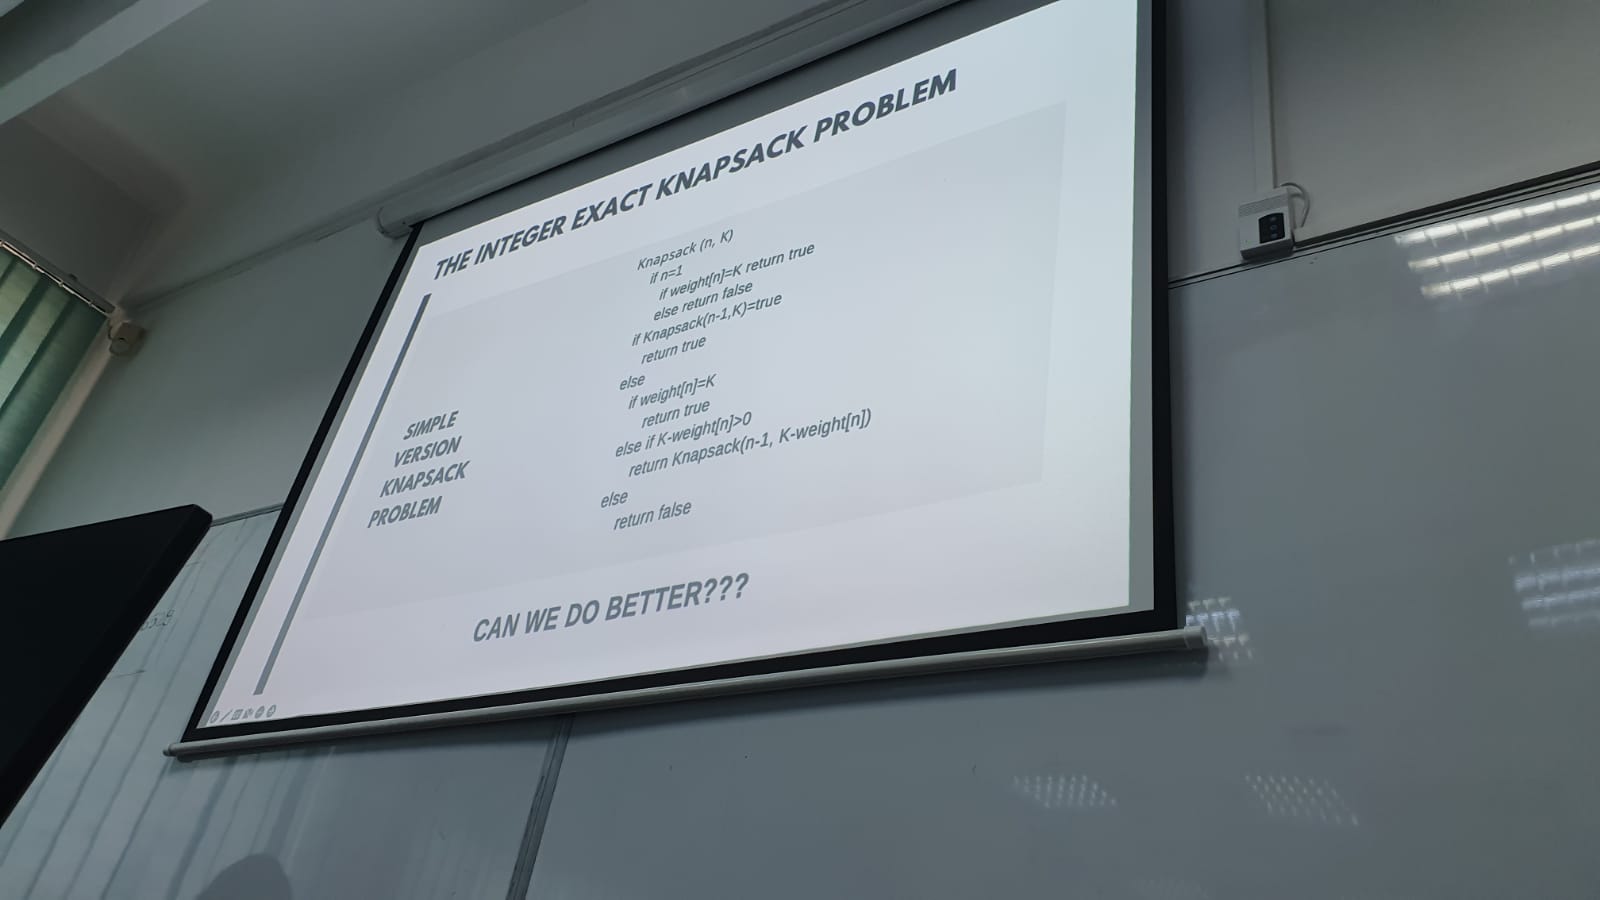 THE INTEGER EXACT KNAPSACK PROBLEM
SIMPLE
VERSION
KNAPSACK
PROBLEM
Knapsack (n, K)
if n=1
if weight[n]=K return true
else return false
if Knapsack(n-1,K)=true
return true
else
if weight[n]=K
return true
else if K-weight[n]>0
return Knapsack(n-1, K-weight[n])
else
return false
CAN WE DO BETTER???